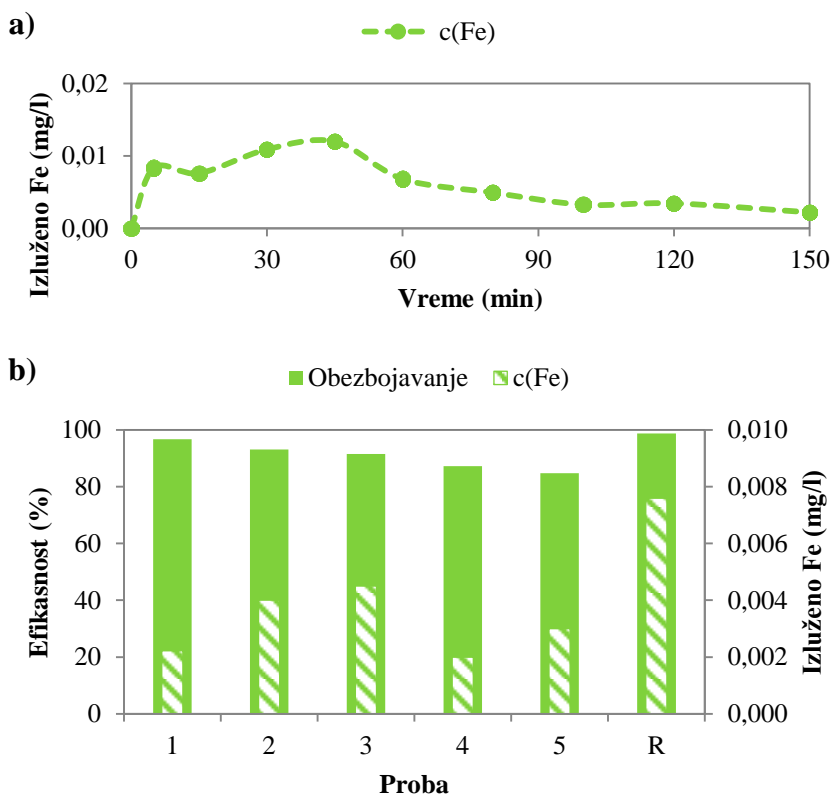 a)
c(Fe)
Izluženo Fe (mg/l)
0,02
0,01
0,00
0 30 60 90 120 150
Vreme (min)
b)
Obezbojavanje c(Fe)
Efikasnost (%)
100
80
60
40
20
0
0,010
0,008
0,006
0,004
0,002
0,000
Izluženo Fe (mg/l)
1 2 3 4 5 R
Proba